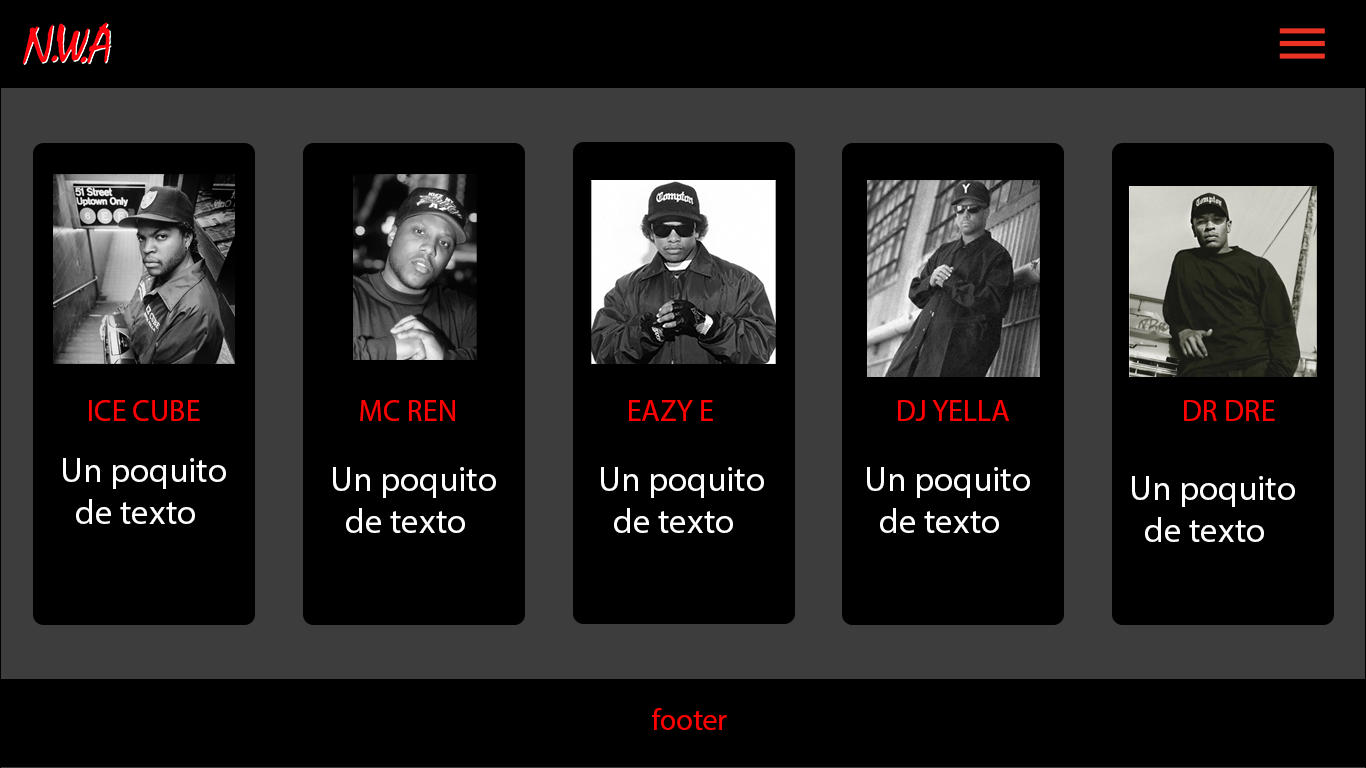 N.W.A
51 Street
Uptown Only
6 E F
Compton
Y
Compton
ICE CUBE
MC REN
EAZY E
DJ YELLA
DR DRE
Un poquito
de texto
Un poquito
de texto
Un poquito
de texto
Un poquito
de texto
Un poquito
de texto
footer